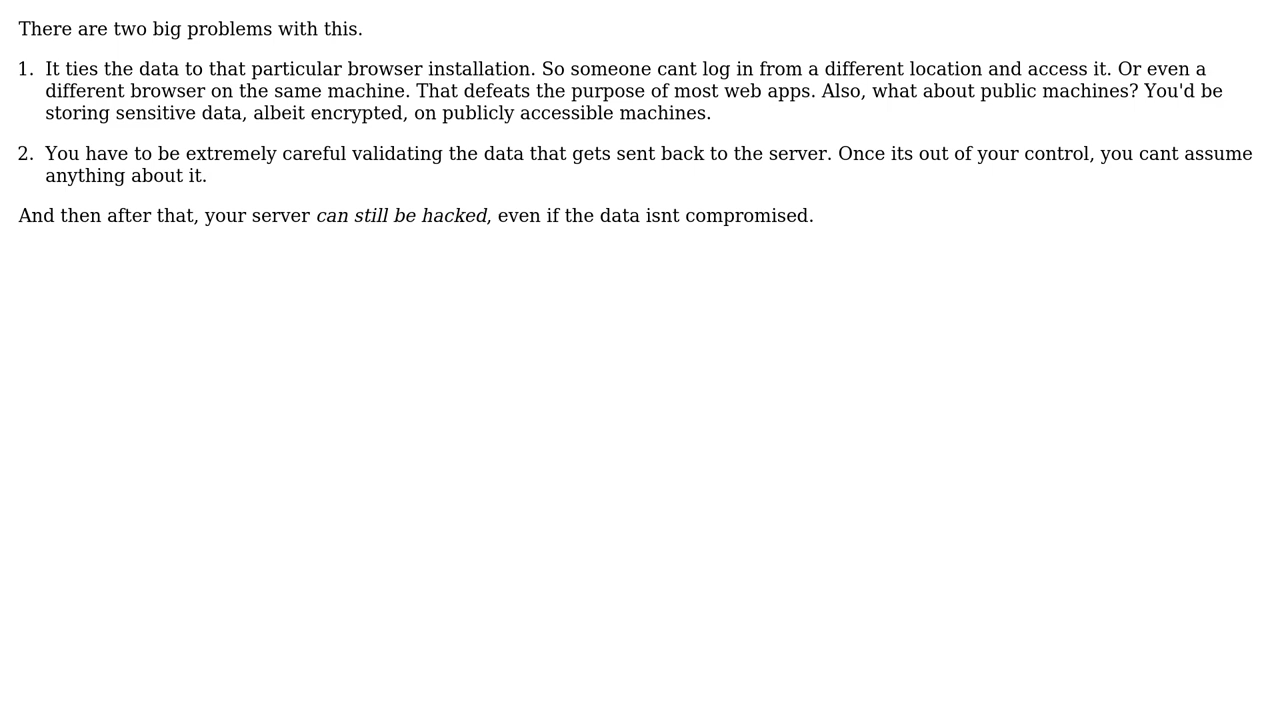 There are two big problems with this.
1. It ties the data to that particular browser installation. So someone cant log in from a different location and access it. Or even a
different browser on the same machine. That defeats the purpose of most web apps. Also, what about public machines? You'd be
storing sensitive data, albeit encrypted, on publicly accessible machines.
2. You have to be extremely careful validating the data that gets sent back to the server. Once its out of your control, you cant assume
anything about it.
And then after that, your server can still be hacked, even if the data isnt compromised.